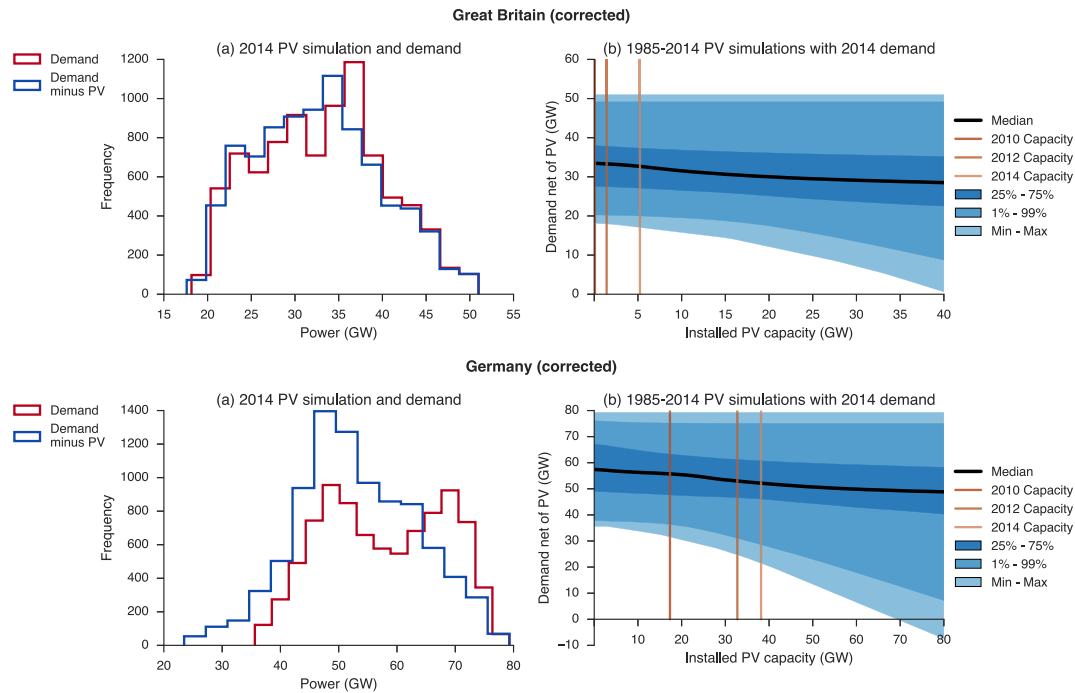 Great Britain (corrected)
(a) 2014 PV simulation and demand
Demand
Demand
minus PV
1200
1000
800
600
400
200
0
Frequency
15 20 25 30 35 40 45 50 55
Power (GW)
(b) 1985-2014 PV simulations with 2014 demand
60
50
40
30
20
10
0
Demand net of PV (GW)
5 10 15 20 25 30 35 40
Installed PV capacity (GW)
Median
2010 Capacity
2012 Capacity
2014 Capacity
25% - 75%
1% - 99%
Min - Max
Germany (corrected)
(a) 2014 PV simulation and demand
Demand
Demand
minus PV
1400
1200
1000
800
600
400
200
0
Frequency
20 30 40 50 60 70 80
Power (GW)
(b) 1985-2014 PV simulations with 2014 demand
80
70
60
50
40
30
20
10
0
−10
Demand net of PV (GW)
10 20 30 40 50 60 70 80
Installed PV capacity (GW)
Median
2010 Capacity
2012 Capacity
2014 Capacity
25% - 75%
1% - 99%
Min - Max